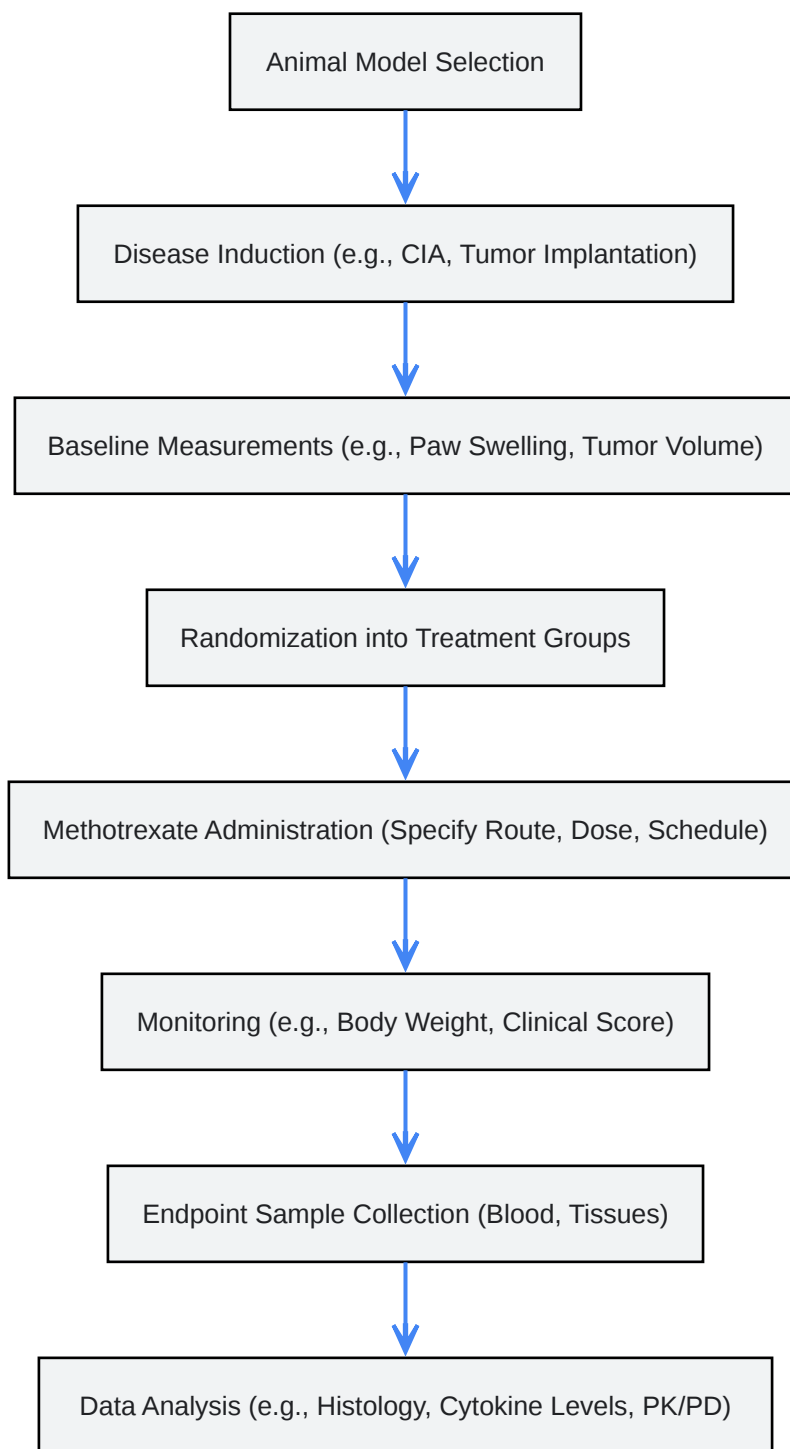 Animal Model Selection
Disease Induction (e.g., CIA, Tumor Implantation)
Baseline Measurements (e.g., Paw Swelling, Tumor Volume)
Randomization into Treatment Groups
Methotrexate Administration (Specify Route, Dose, Schedule)
Monitoring (e.g., Body Weight, Clinical Score)
Endpoint Sample Collection (Blood, Tissues)
Data Analysis (e.g., Histology, Cytokine Levels, PK/PD)